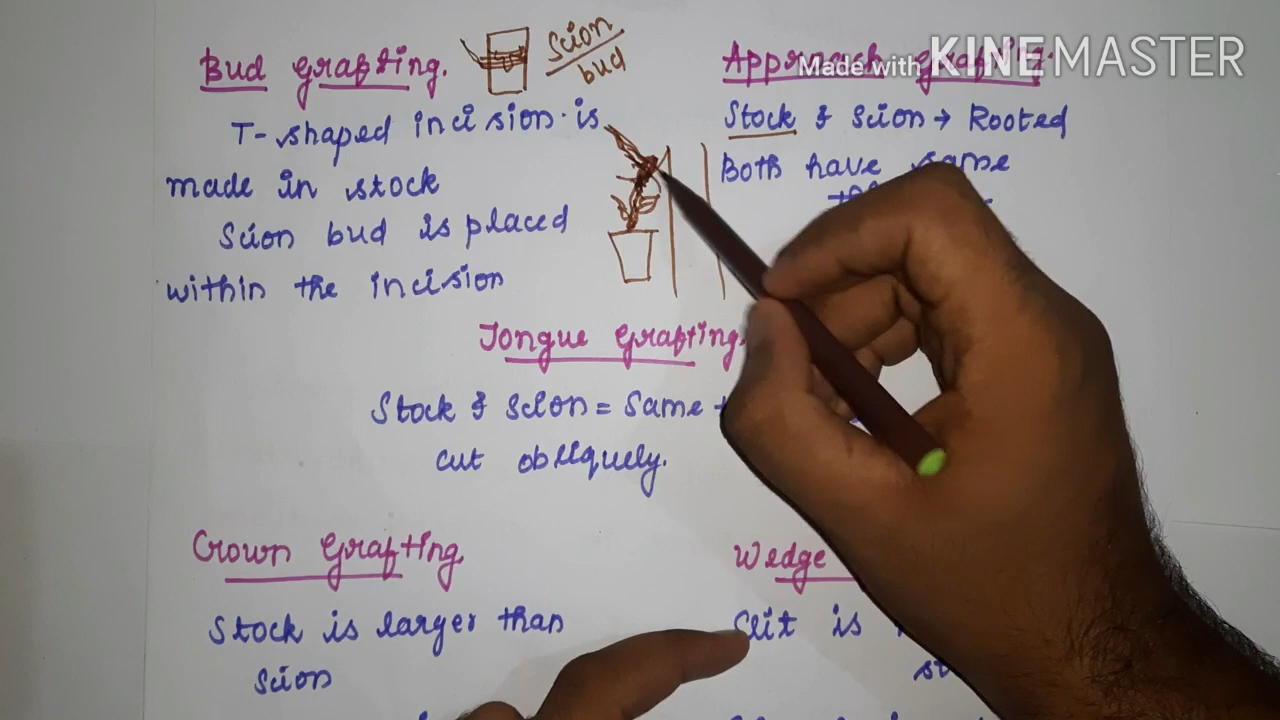 Bud Grafting.
Scion
bud
T-shaped incision is
made in stock
Scion bud is placed
within the incision
Approach grafting.
Made with KINEMASTER
Stock & Scion → Rooted
Both have same
Tongue Grafting
Stock & Scion = Same
cut obliquely.
Crown Grafting
Stock is larger than
Scion
Wedge
Slit is